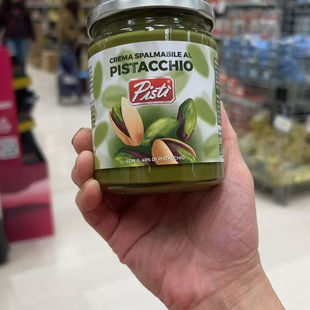 CREMA SPALMABILE AL
PISTACCHIO
Pistì
CON IL 45% DI PISTACCHIO